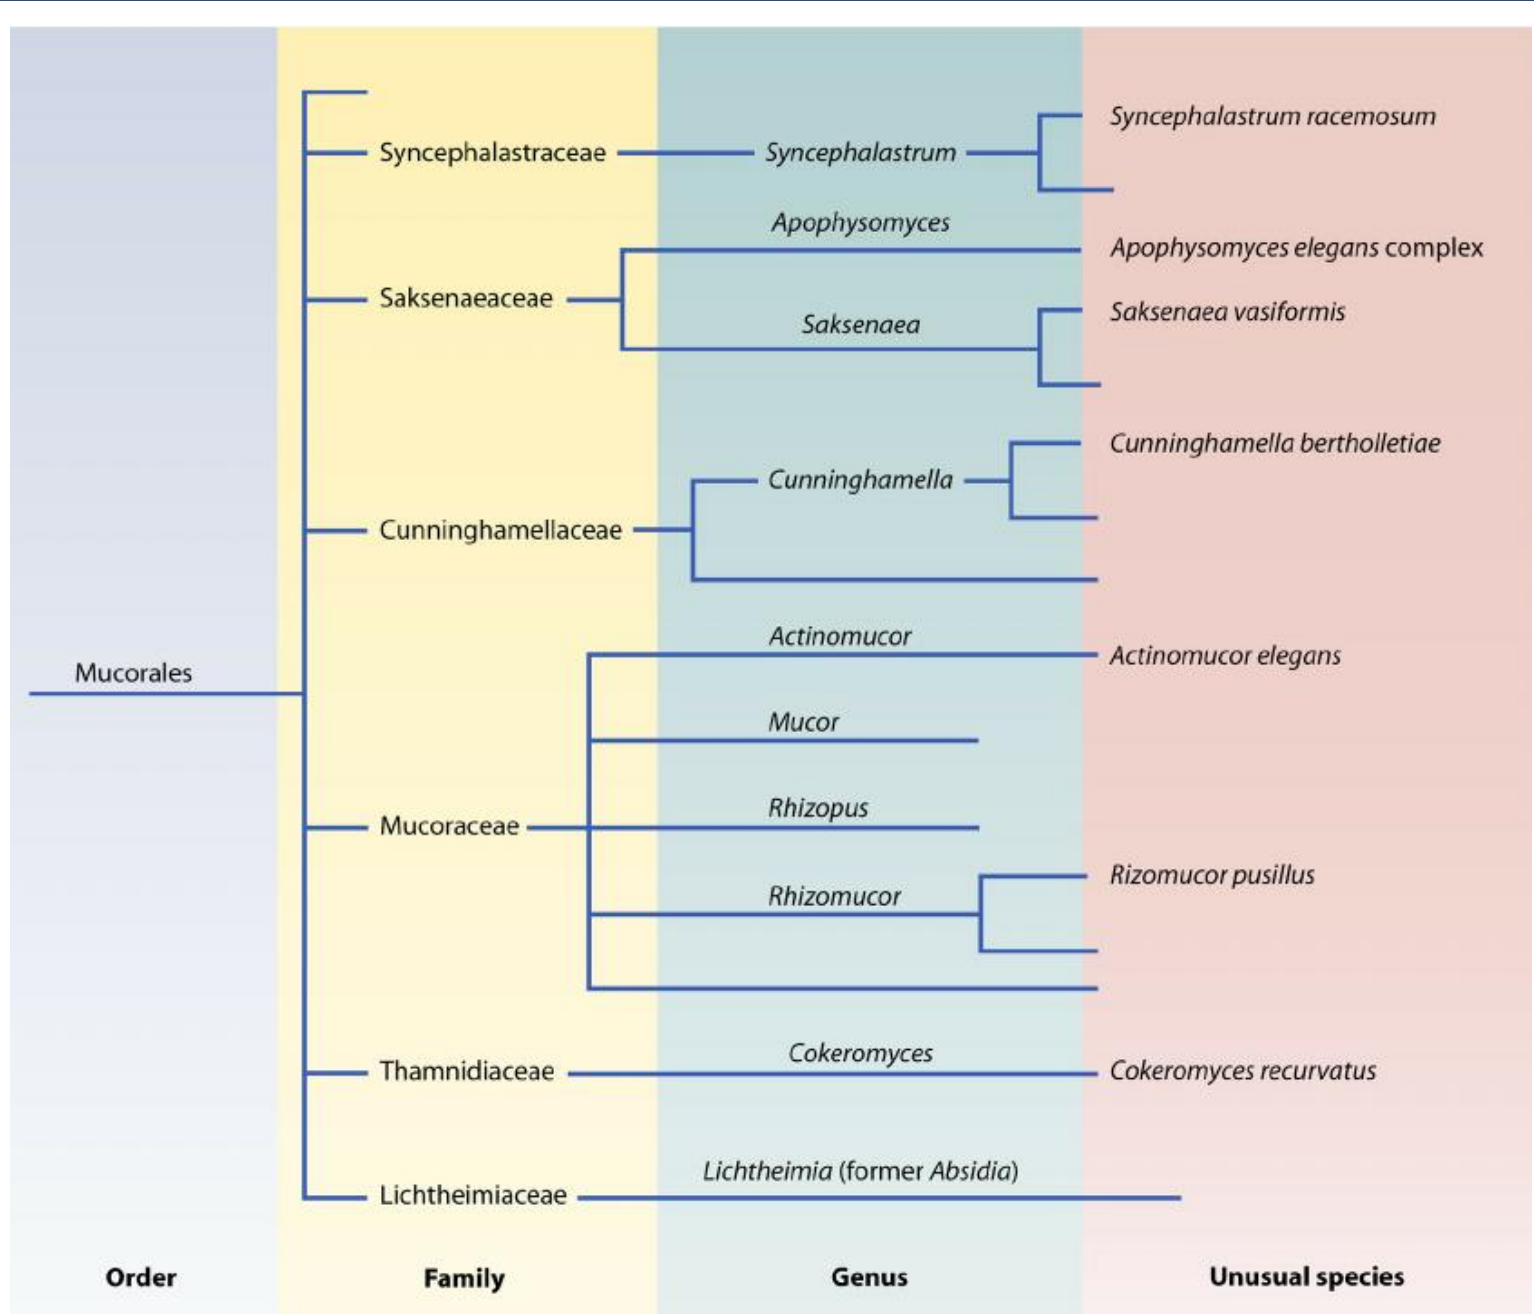 Syncephalastrum racemosum
Syncephalastraceae
Syncephalastrum
Apophysomyces
Apophysomyces elegans complex
Saksenaeaceae
Saksenaea vasiformis
Saksenaea
Cunninghamella bertholletiae
Cunninghamella
Cunninghamellaceae
Actinomucor
Actinomucor elegans
Mucorales
Mucor
Rhizopus
Mucoraceae
Rizomucor pusillus
Rhizomucor
Cokeromyces
Thamnidiaceae
Cokeromyces recurvatus
Lichtheimia (former Absidia)
Lichtheimiaceae
Order
Family
Genus
Unusual species